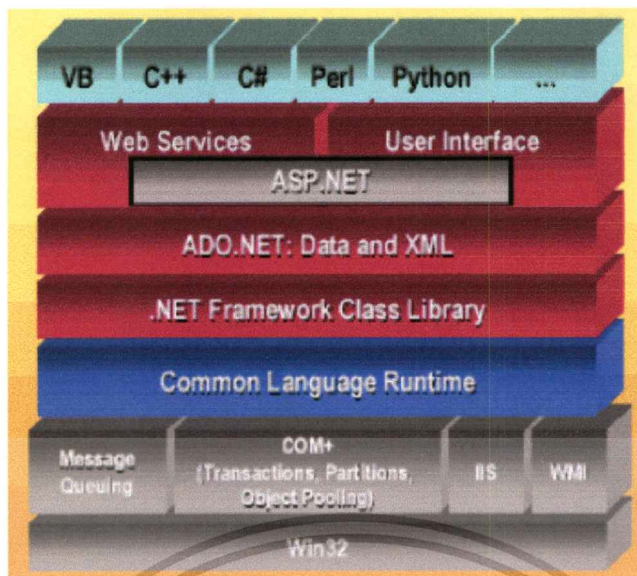 VB C++ C# Perl Python ...
Web Services User Interface
ASP.NET
ADO.NET: Data and XML
.NET Framework Class Library
Common Language Runtime
Message Queuing
COM+
(Transactions, Partitions,
Object Pooling)
IIS
WMI
Win32